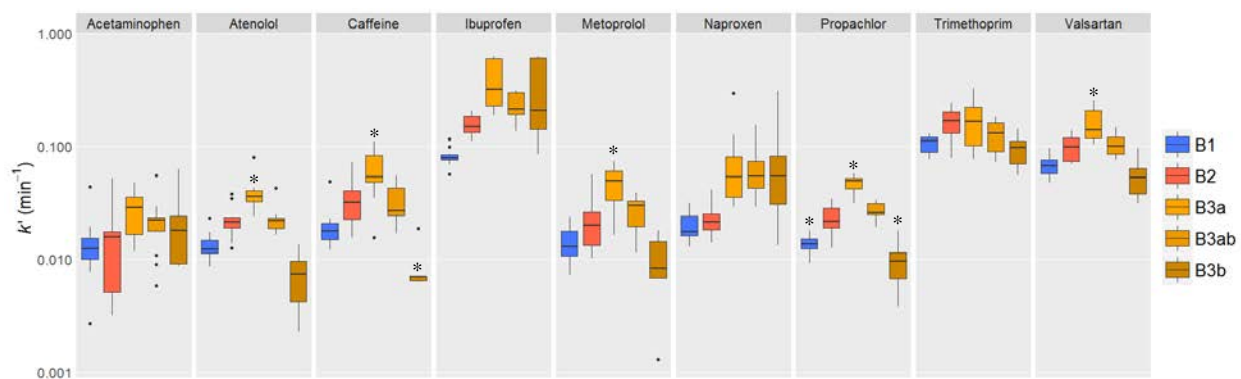 Acetaminophen Atenolol Caffeine Ibuprofen Metoprolol Naproxen Propachlor Trimethoprim Valsartan
1.000
0.100
0.010
0.001
k' (min⁻¹)
* * * * * * * * 
B1
B2
B3a
B3ab
B3b